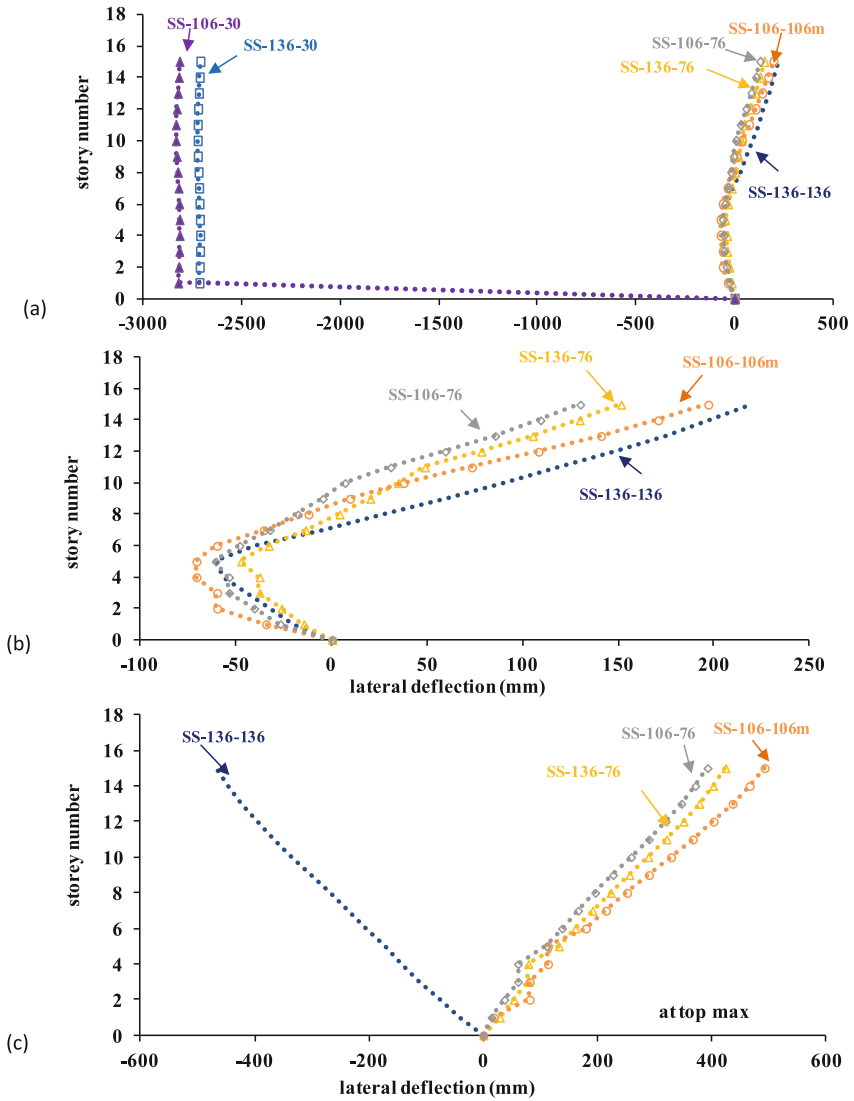 SS-106-30
SS-136-30
SS-106-76
SS-106-106m
SS-136-76
SS-136-136
story number
18
16
14
12
10
8
6
4
2
0
-3000 -2500 -2000 -1500 -1000 -500 0 500
(a)
SS-136-76
SS-106-106m
SS-106-76
SS-136-136
story number
18
16
14
12
10
8
6
4
2
0
-100 -50 0 50 100 150 200 250
lateral deflection (mm)
(b)
SS-136-136
SS-106-76
SS-106-106m
SS-136-76
storey number
18
16
14
12
10
8
6
4
2
0
at top max
-600 -400 -200 0 200 400 600
lateral deflection (mm)
(c)